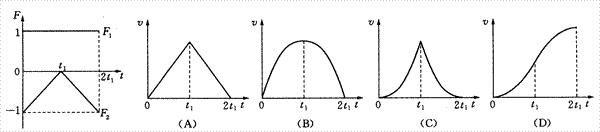 F
1
F₁
t₁
0
2t₁ t
-1
F₂
v
0
t₁
2t₁ t
(A)
v
0
t₁
2t₁ t
(B)
v
0
t₁
2t₁ t
(C)
v
0
t₁
2t₁ t
(D)